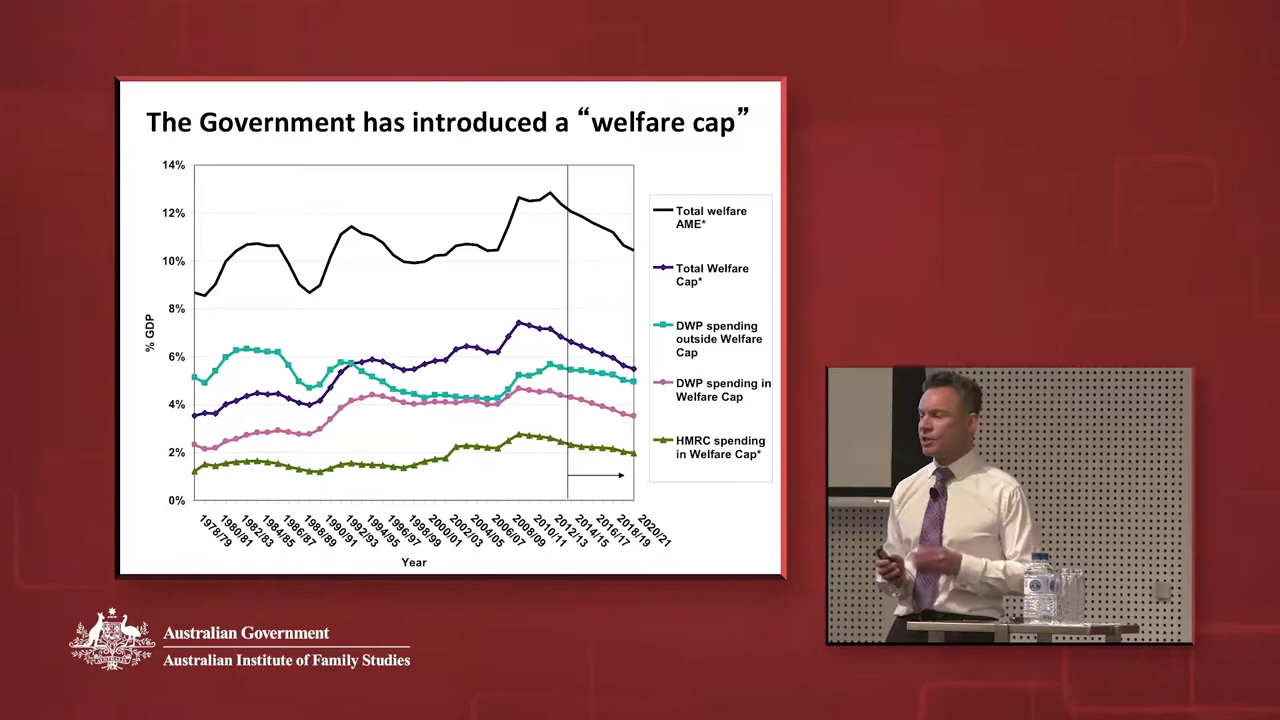 The Government has introduced a “welfare cap”
14%
12%
10%
8%
6%
4%
2%
0%
% GDP
1978/79
1980/81
1982/83
1984/85
1986/87
1988/89
1990/91
1992/93
1994/95
1996/97
1998/99
2000/01
2002/03
2004/05
2006/07
2008/09
2010/11
2012/13
2014/15
2016/17
2018/19
2020/21
Year
Total welfare
AME*
Total Welfare
Cap*
DWP spending
outside Welfare
Cap
DWP spending in
Welfare Cap
HMRC spending
in Welfare Cap*
Australian Government
Australian Institute of Family Studies